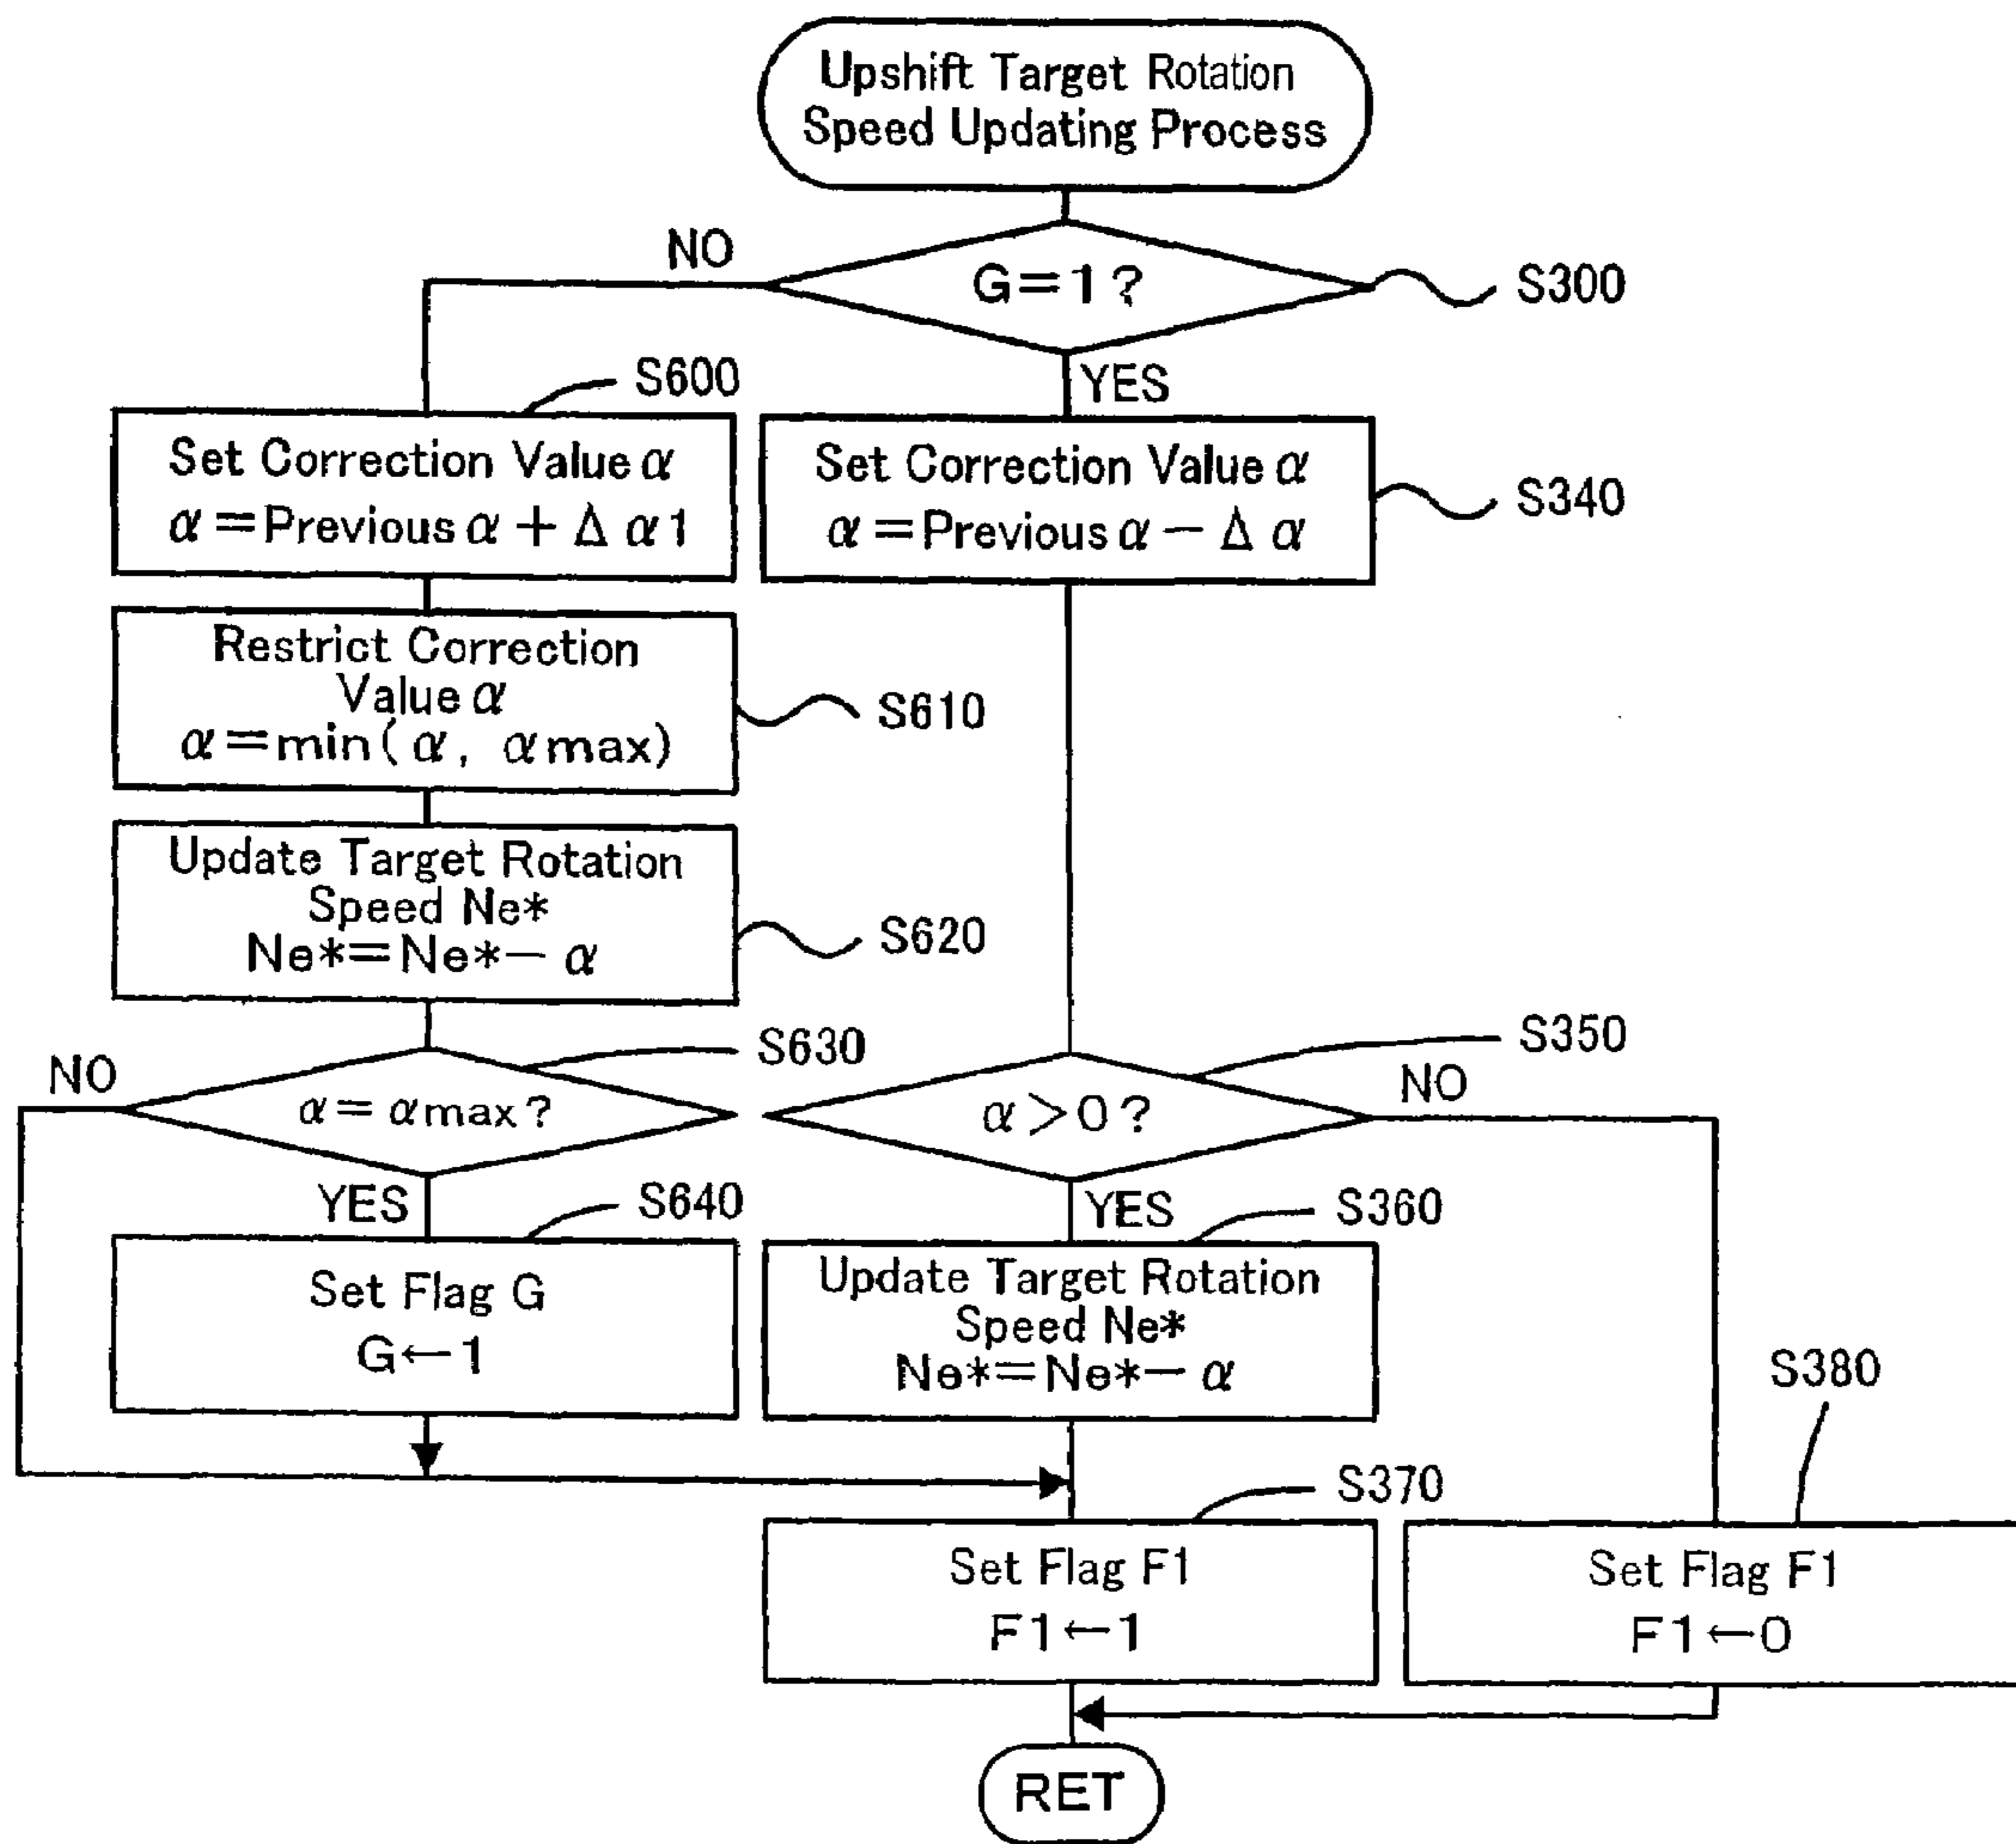 Upshift Target Rotation
Speed Updating Process
NO
G=1?
S300
YES
S600
Set Correction Value α
α=Previous α + Δ α1
Set Correction Value α
α=Previous α − Δ α
S340
Restrict Correction
Value α
α=min(α, αmax)
S610
Update Target Rotation
Speed Ne*
Ne*=Ne*− α
S620
S630
S350
NO
α= αmax?
α>0?
NO
YES
S640
YES
S360
Set Flag G
G←1
Update Target Rotation
Speed Ne*
Ne*=Ne*− α
S380
S370
Set Flag F1
F1←1
Set Flag F1
F1←0
RET